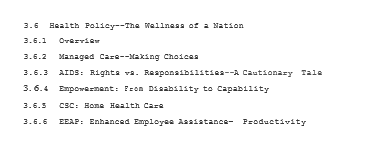 3.6 Health Policy--The Wellness of a Nation
3.6.1 Overview
3.6.2 Managed Care--Making Choices
3.6.3 AIDS: Rights vs. Responsibilities--A Cautionary Tale
3.6.4 Empowerment: From Disability to Capability
3.6.5 CSC: Home Health Care
3.6.6 EEAP: Enhanced Employee Assistance- Productivity